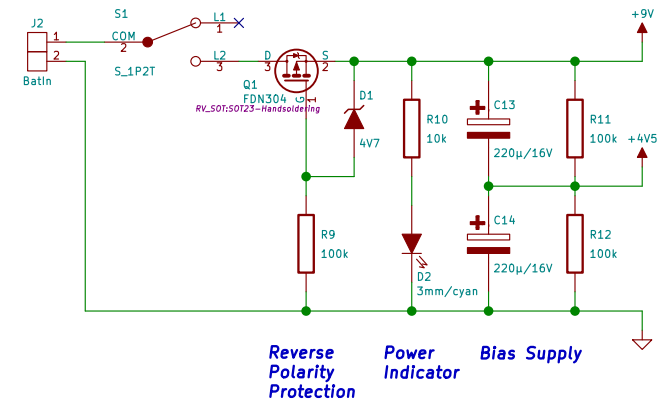 J2
1
2
BatIn
S1
COM
2
S_1P2T
L1
1
L2
3
D
3
S
2
G
1
Q1
FDN304
RV_SOT:SOT23-Handsoldering
D1
4V7
R9
100k
R10
10k
D2
3mm/cyan
C13
220µ/16V
C14
220µ/16V
R11
100k
R12
100k
+9V
+4V5
Reverse
Polarity
Protection
Power
Indicator
Bias Supply